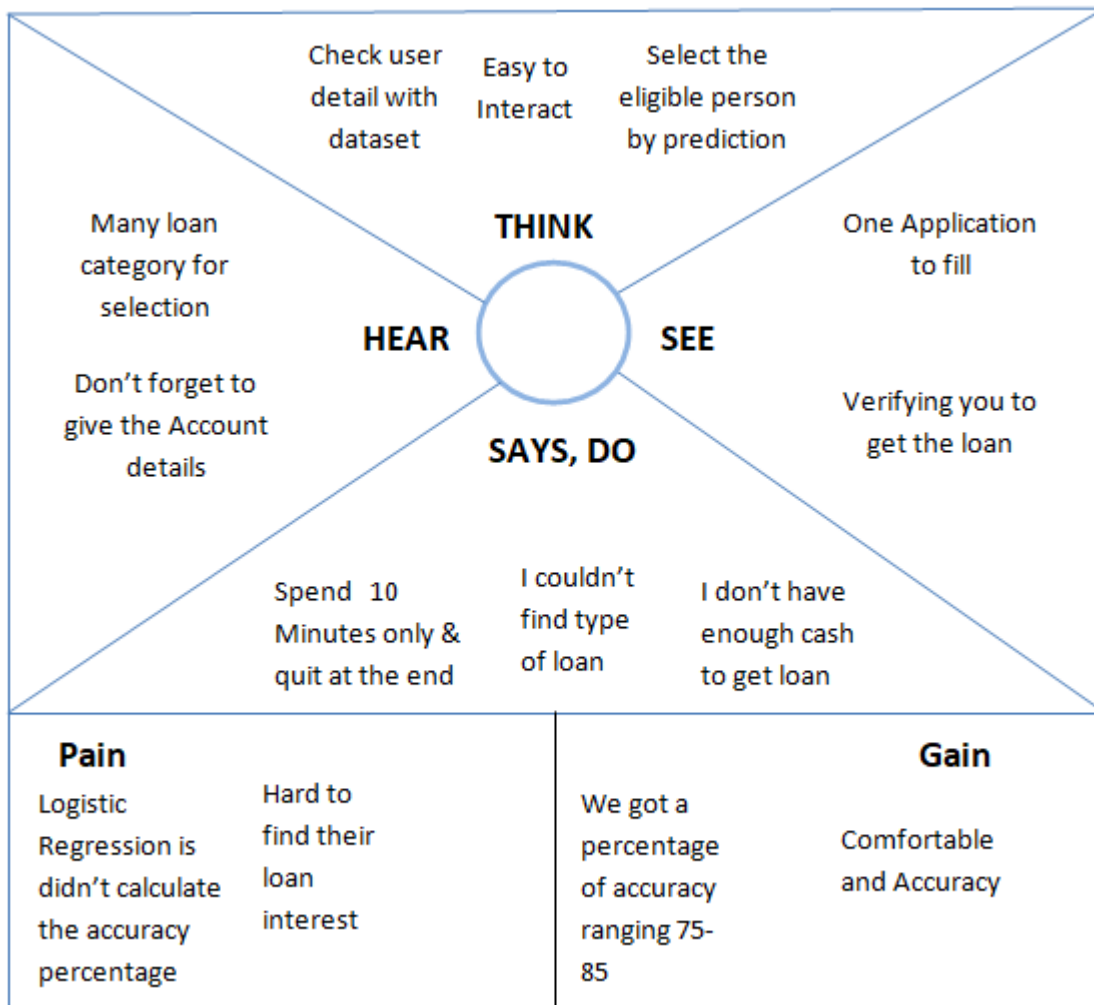 Check user
detail with
dataset
Easy to
Interact
Select the
eligible person
by prediction
THINK
Many loan
category for
selection
Don’t forget to
give the Account
details
HEAR
SEE
One Application
to fill
Verifying you to
get the loan
SAYS, DO
Spend 10
Minutes only &
quit at the end
I couldn’t
find type
of loan
I don’t have
enough cash
to get loan
Pain
Logistic
Regression is
didn’t calculate
the accuracy
percentage
Hard to
find their
loan
interest
Gain
We got a
percentage
of accuracy
ranging 75-
85
Comfortable
and Accuracy